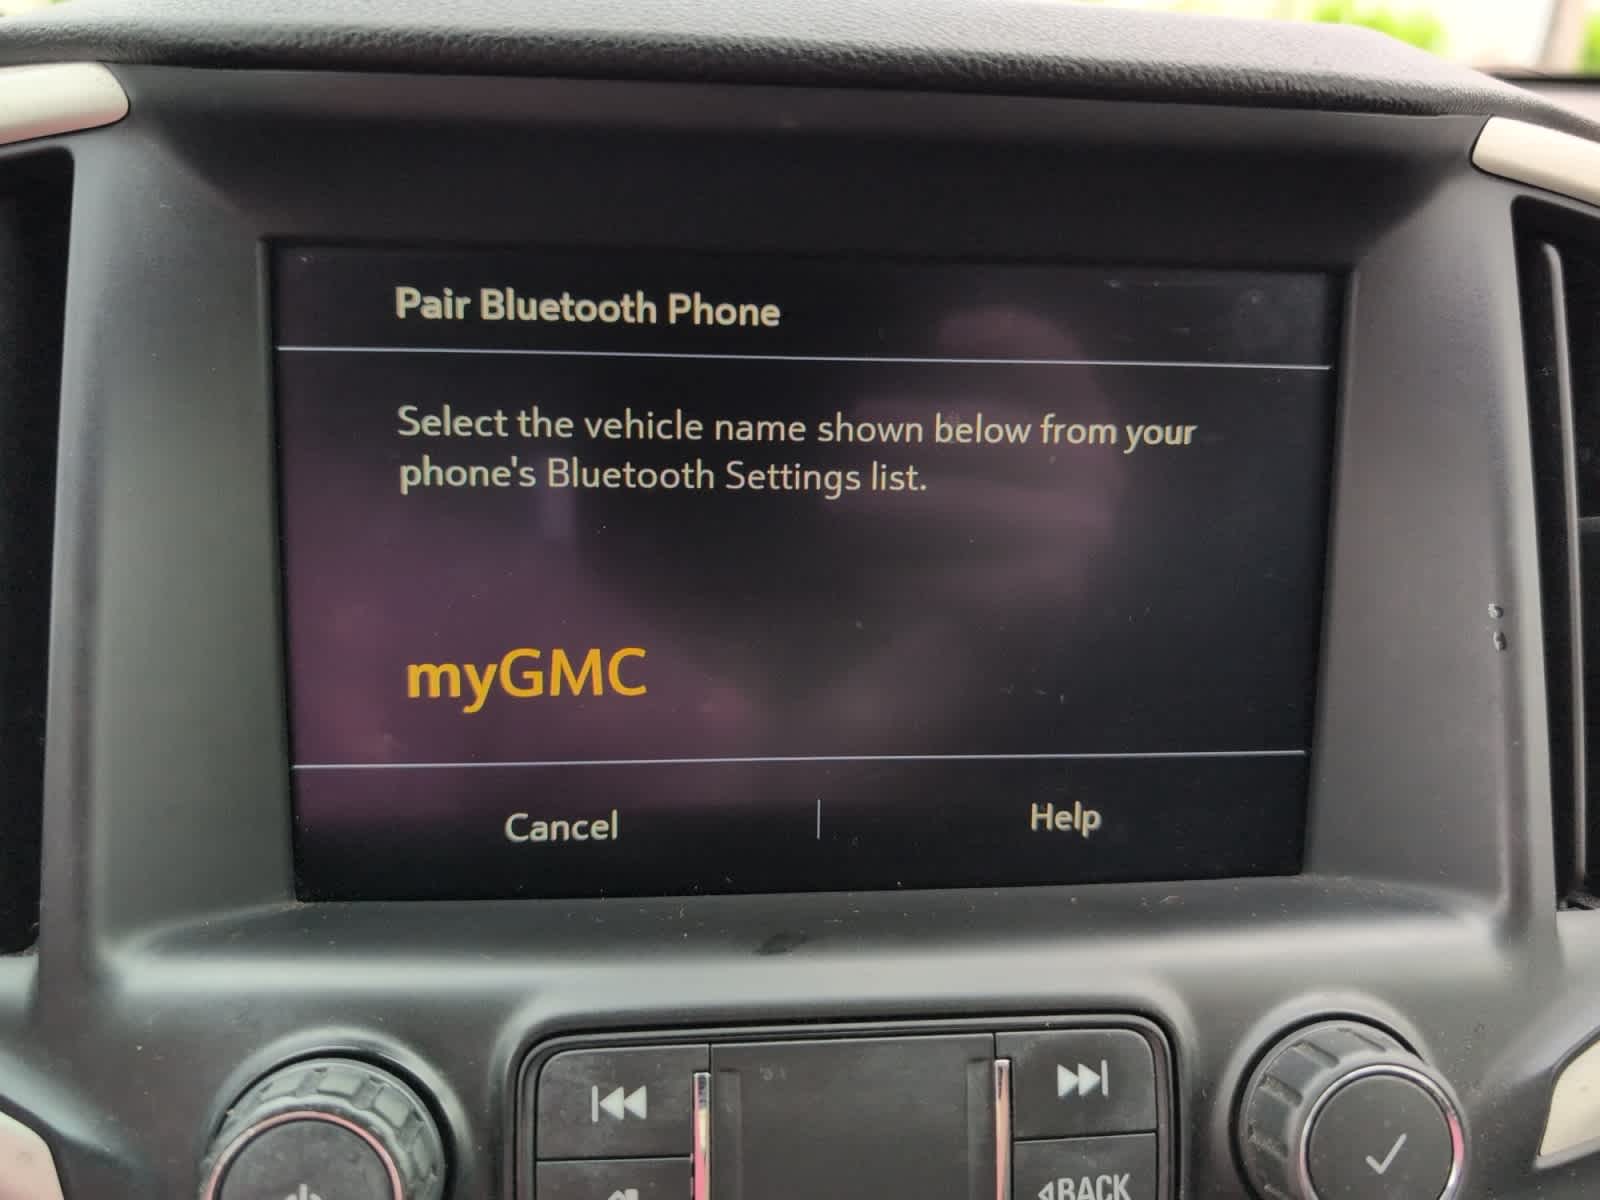 Pair Bluetooth Phone
Select the vehicle name shown below from your
phone's Bluetooth Settings list.
myGMC
Cancel
Help
BACK